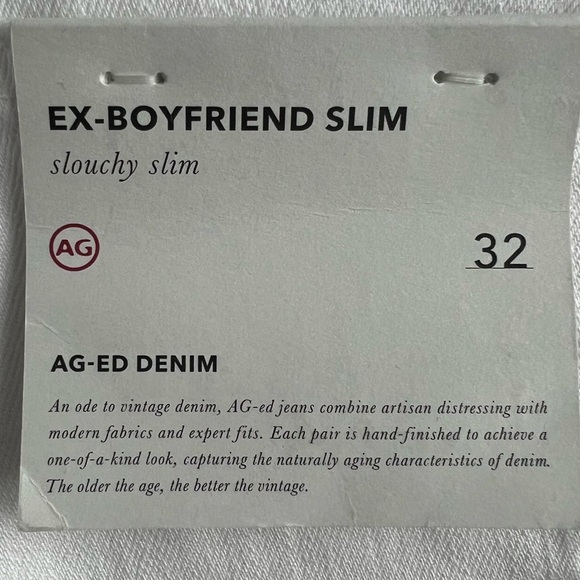 EX-BOYFRIEND SLIM
slouchy slim
AG
32
AG-ED DENIM
An ode to vintage denim, AG-ed jeans combine artisan distressing with
modern fabrics and expert fits. Each pair is hand-finished to achieve a
one-of-a-kind look, capturing the naturally aging characteristics of denim.
The older the age, the better the vintage.